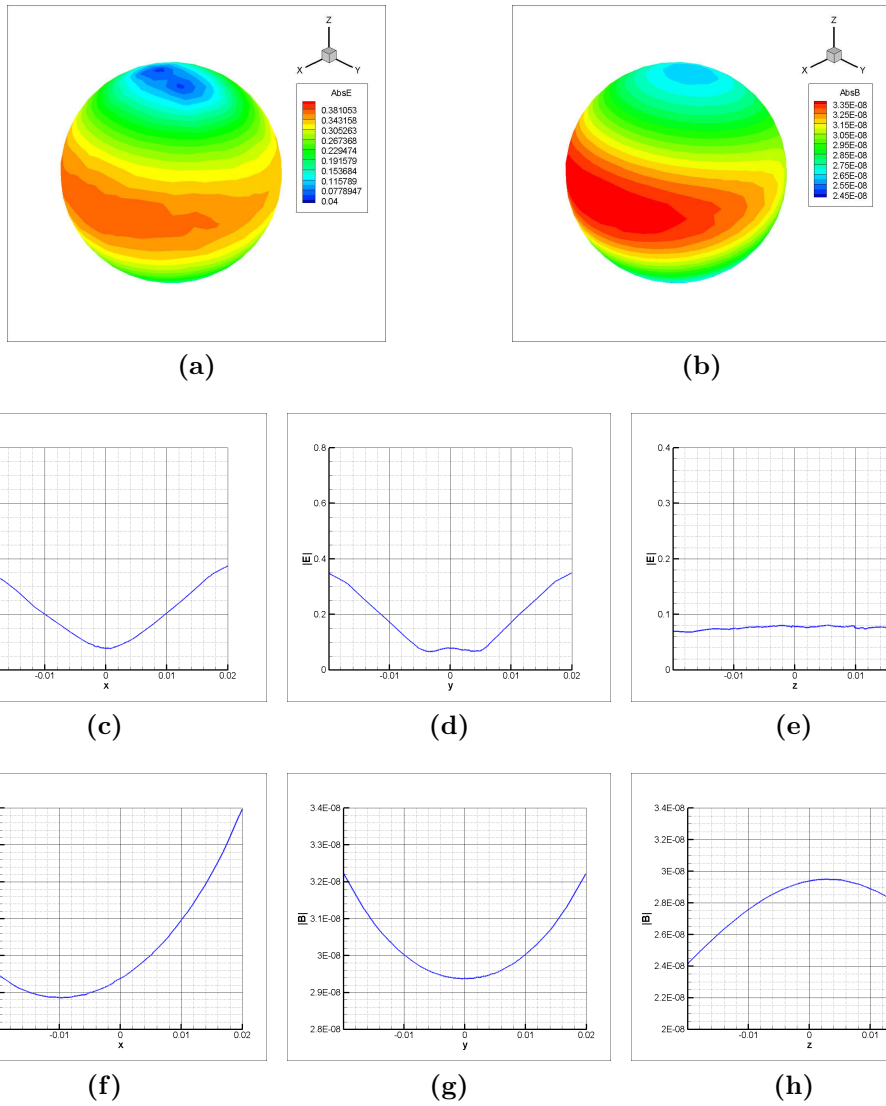 Z
X
Y
AbsE
0.381053
0.343158
0.305263
0.267368
0.229474
0.191579
0.153684
0.115789
0.0778947
0.04
(a)
Z
X
Y
AbsB
3.35E-08
3.25E-08
3.15E-08
3.05E-08
2.95E-08
2.85E-08
2.75E-08
2.65E-08
2.55E-08
2.45E-08
(b)
-0.01 0 0.01 0.02
x
(c)
0.8
0.6
0.4
0.2
0
|E|
-0.01 0 0.01 0.02
y
(d)
0.4
0.3
0.2
0.1
0
|E|
-0.01 0 0.01
z
(e)
-0.01 0 0.01 0.02
x
(f)
3.4E-08
3.3E-08
3.2E-08
3.1E-08
3E-08
2.9E-08
2.8E-08
|B|
-0.01 0 0.01 0.02
y
(g)
3.4E-08
3.2E-08
3E-08
2.8E-08
2.6E-08
2.4E-08
2.2E-08
2E-08
|B|
-0.01 0 0.01
z
(h)